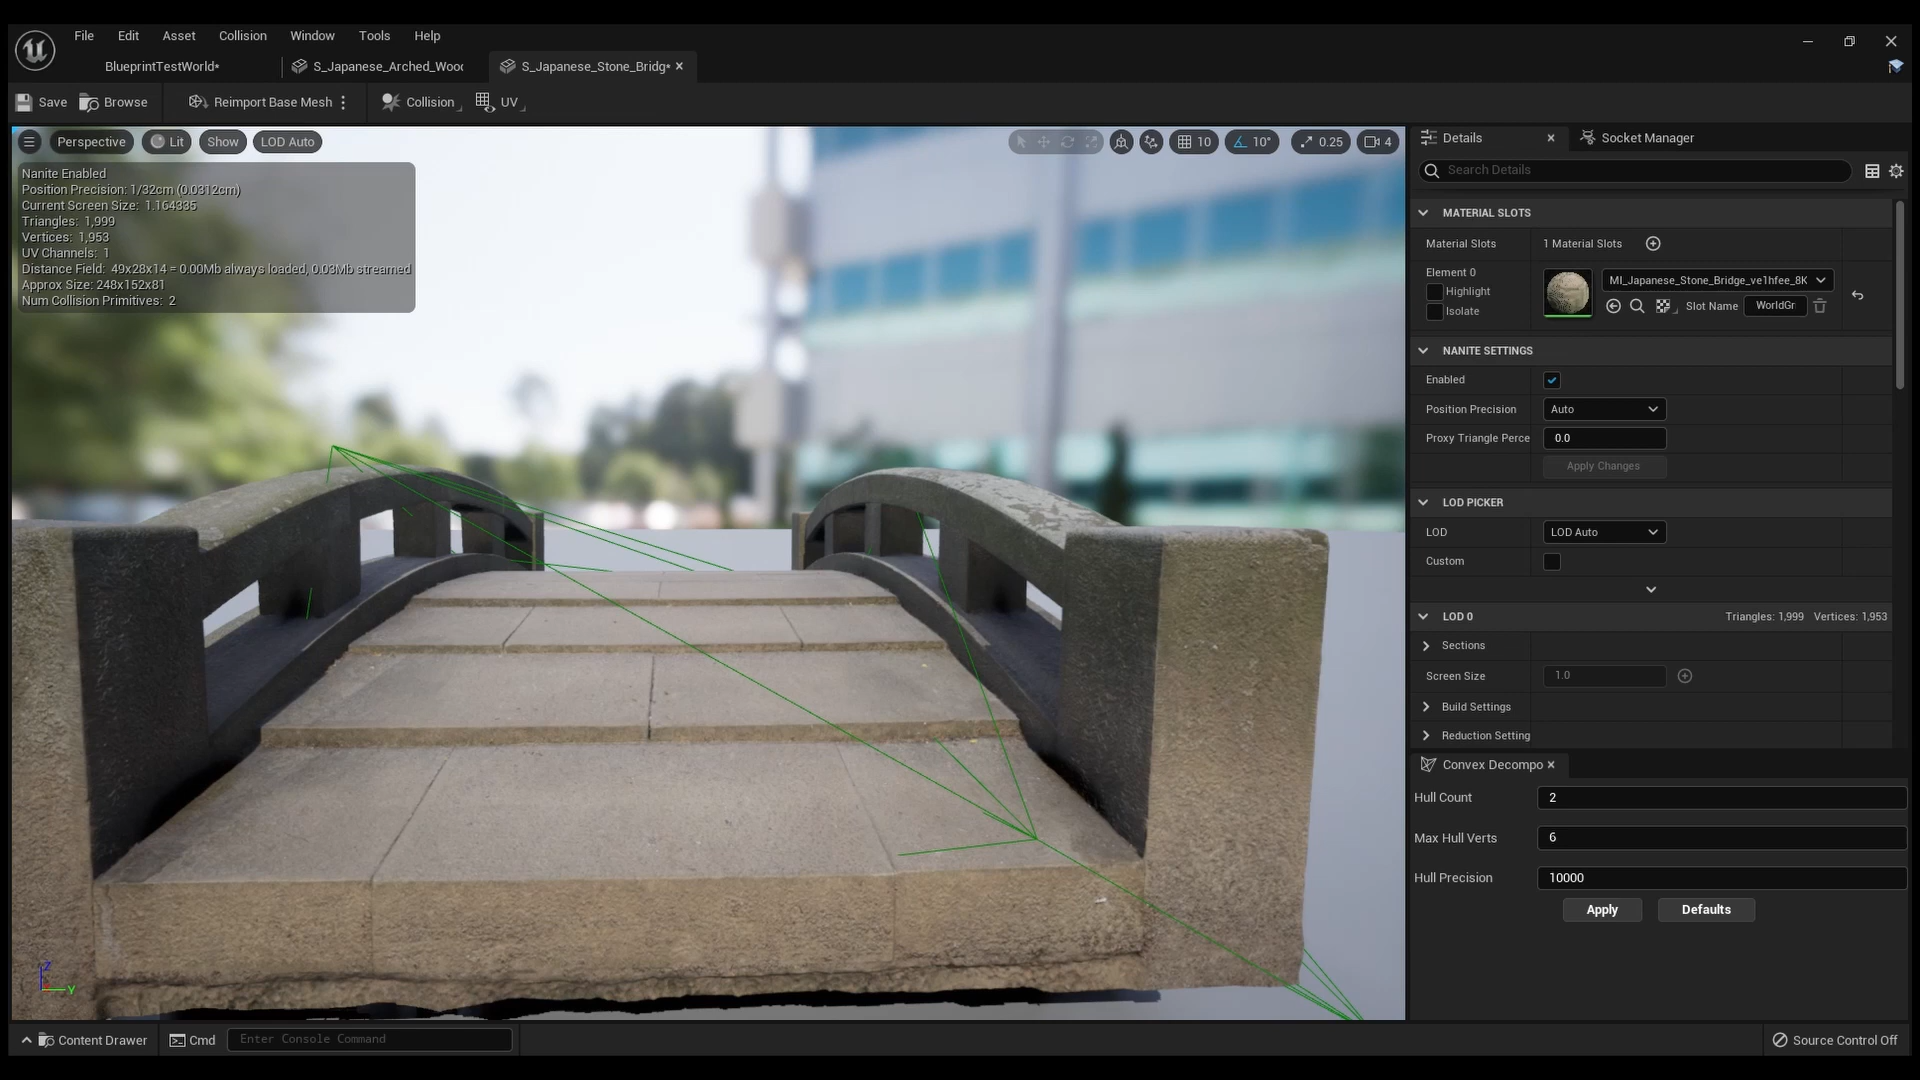 File Edit Asset Collision Window Tools Help
BlueprintTestWorld* S_Japanese_Arched_Wood S_Japanese_Stone_Bridg*
Save Browse Reimport Base Mesh Collision UV
Perspective Lit Show LOD Auto 10 10° 0.25 4
Nanite Enabled
Position Precision: 1/32cm (0.0312cm)
Current Screen Size: 1.164335
Triangles: 1,999
Vertices: 1,953
UV Channels: 1
Distance Field: 49x28x14 = 0.00Mb always loaded, 0.03Mb streamed
Approx Size: 248x152x81
Num Collision Primitives: 2
Z
Y
Details Socket Manager
Search Details
MATERIAL SLOTS
Material Slots 1 Material Slots
Element 0
Highlight
Isolate
MI_Japanese_Stone_Bridge_ve1hfee_8K
Slot Name WorldGr
NANITE SETTINGS
Enabled
Position Precision Auto
Proxy Triangle Perce 0.0
Apply Changes
LOD PICKER
LOD LOD Auto
Custom
LOD 0 Triangles: 1,999 Vertices: 1,953
Sections
Screen Size 1.0
Build Settings
Reduction Setting
Convex Decompo
Hull Count 2
Max Hull Verts 6
Hull Precision 10000
Apply Defaults
Content Drawer Cmd Enter Console Command Source Control Off